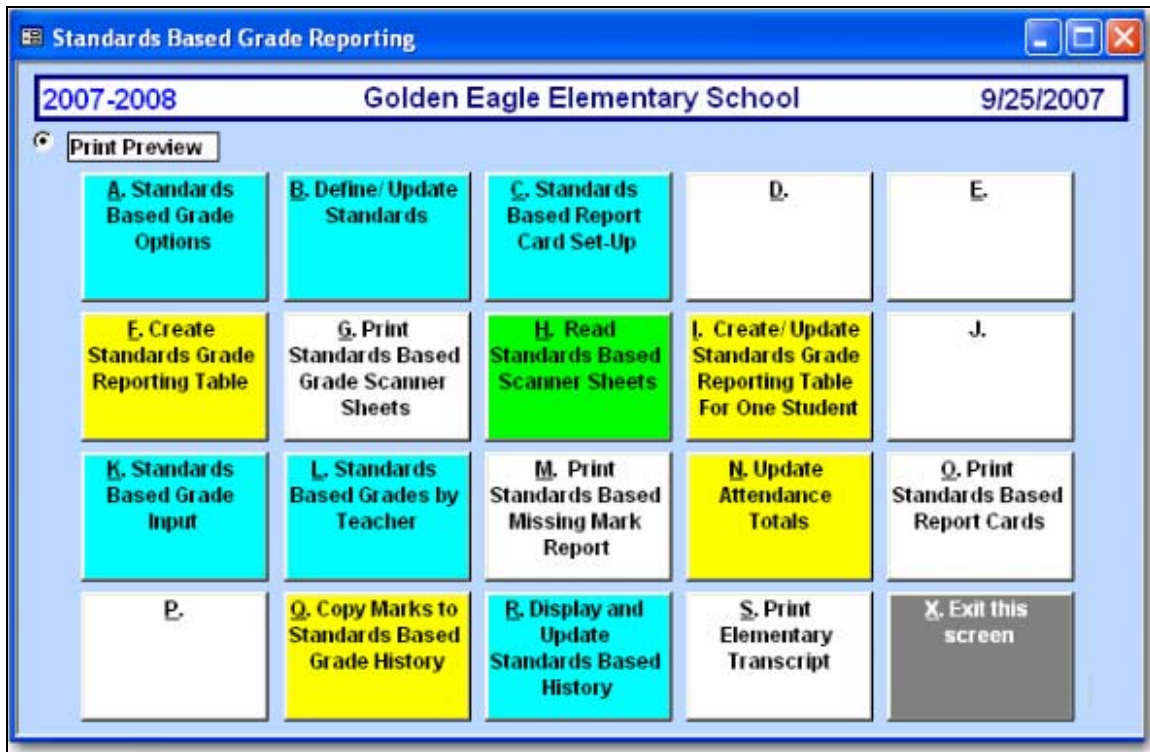 Standards Based Grade Reporting
2007-2008 Golden Eagle Elementary School 9/25/2007
Print Preview
A. Standards
Based Grade
Options
B. Define/Update
Standards
C. Standards
Based Report
Card Set-Up
D.
E.
F. Create
Standards Grade
Reporting Table
G. Print
Standards Based
Grade Scanner
Sheets
H. Read
Standards Based
Scanner Sheets
I. Create/Update
Standards Grade
Reporting Table
For One Student
J.
K. Standards
Based Grade
Input
L. Standards
Based Grades by
Teacher
M. Print
Standards Based
Missing Mark
Report
N. Update
Attendance
Totals
O. Print
Standards Based
Report Cards
P.
Q. Copy Marks to
Standards Based
Grade History
R. Display and
Update
Standards Based
History
S. Print
Elementary
Transcript
X. Exit this
screen